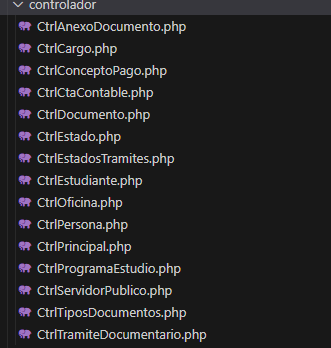 controlador
CtrlAnexoDocumento.php
CtrlCargo.php
CtrlConceptoPago.php
CtrlCtaContable.php
CtrlDocumento.php
CtrlEstado.php
CtrlEstadosTramites.php
CtrlEstudiante.php
CtrlOficina.php
CtrlPersona.php
CtrlPrincipal.php
CtrlProgramaEstudio.php
CtrlServidorPublico.php
CtrlTiposDocumentos.php
CtrlTramiteDocumentario.php